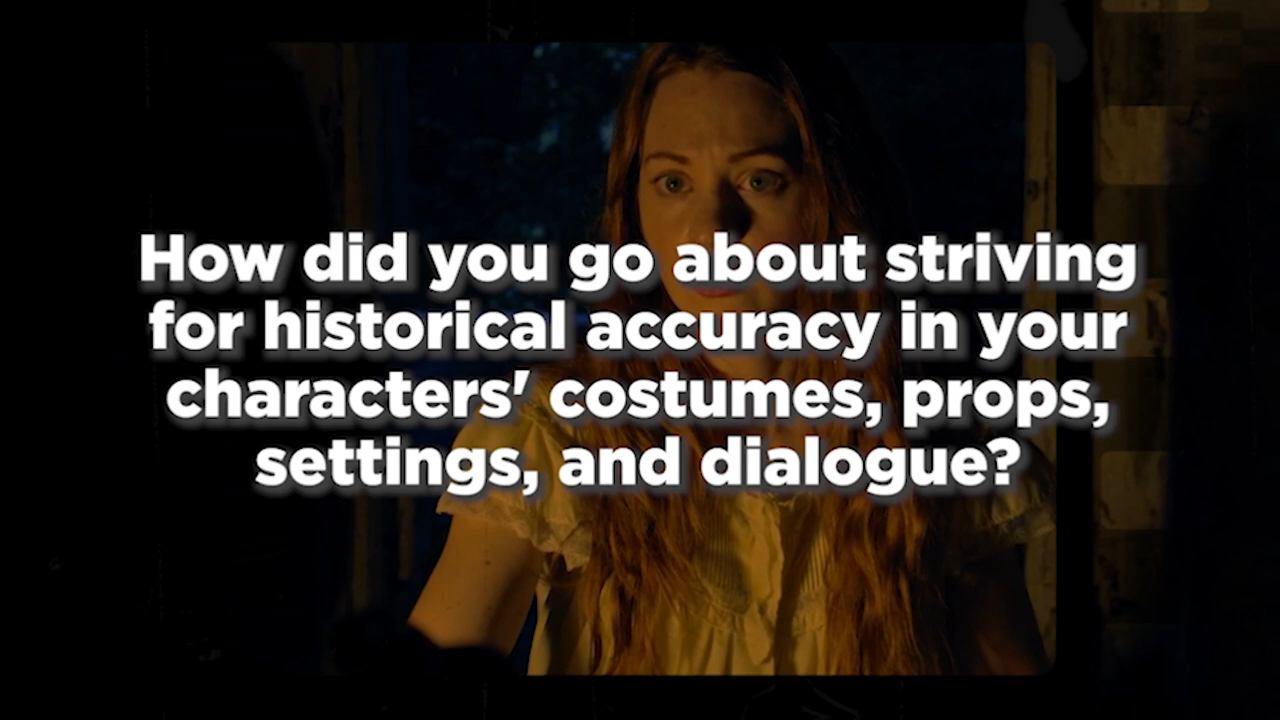 How did you go about striving
for historical accuracy in your
characters' costumes, props,
settings, and dialogue?